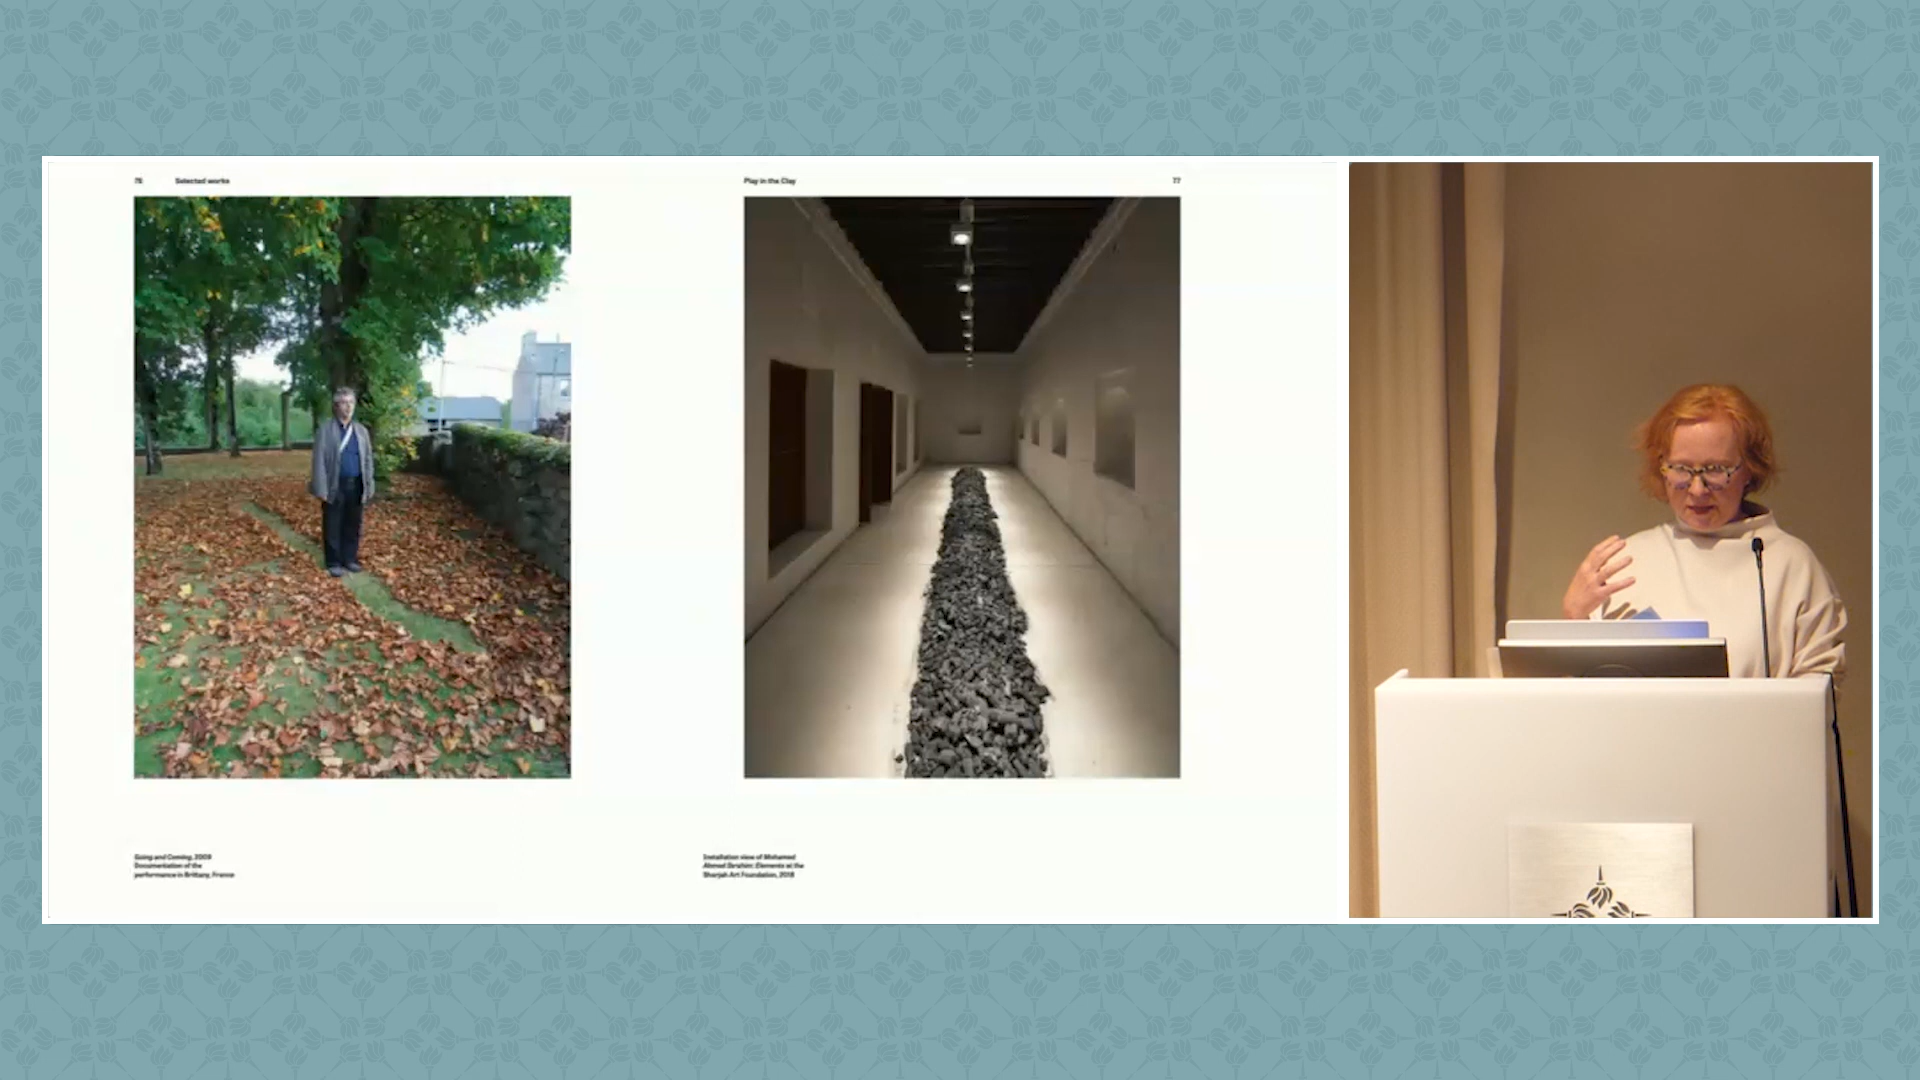 76 Selected works
Play in the Clay 77
Going and Coming, 2009
Documentation of the
performance in Brittany, France
Installation view of Mohamed
Ahmed Ibrahim: Elements at the
Sharjah Art Foundation, 2018